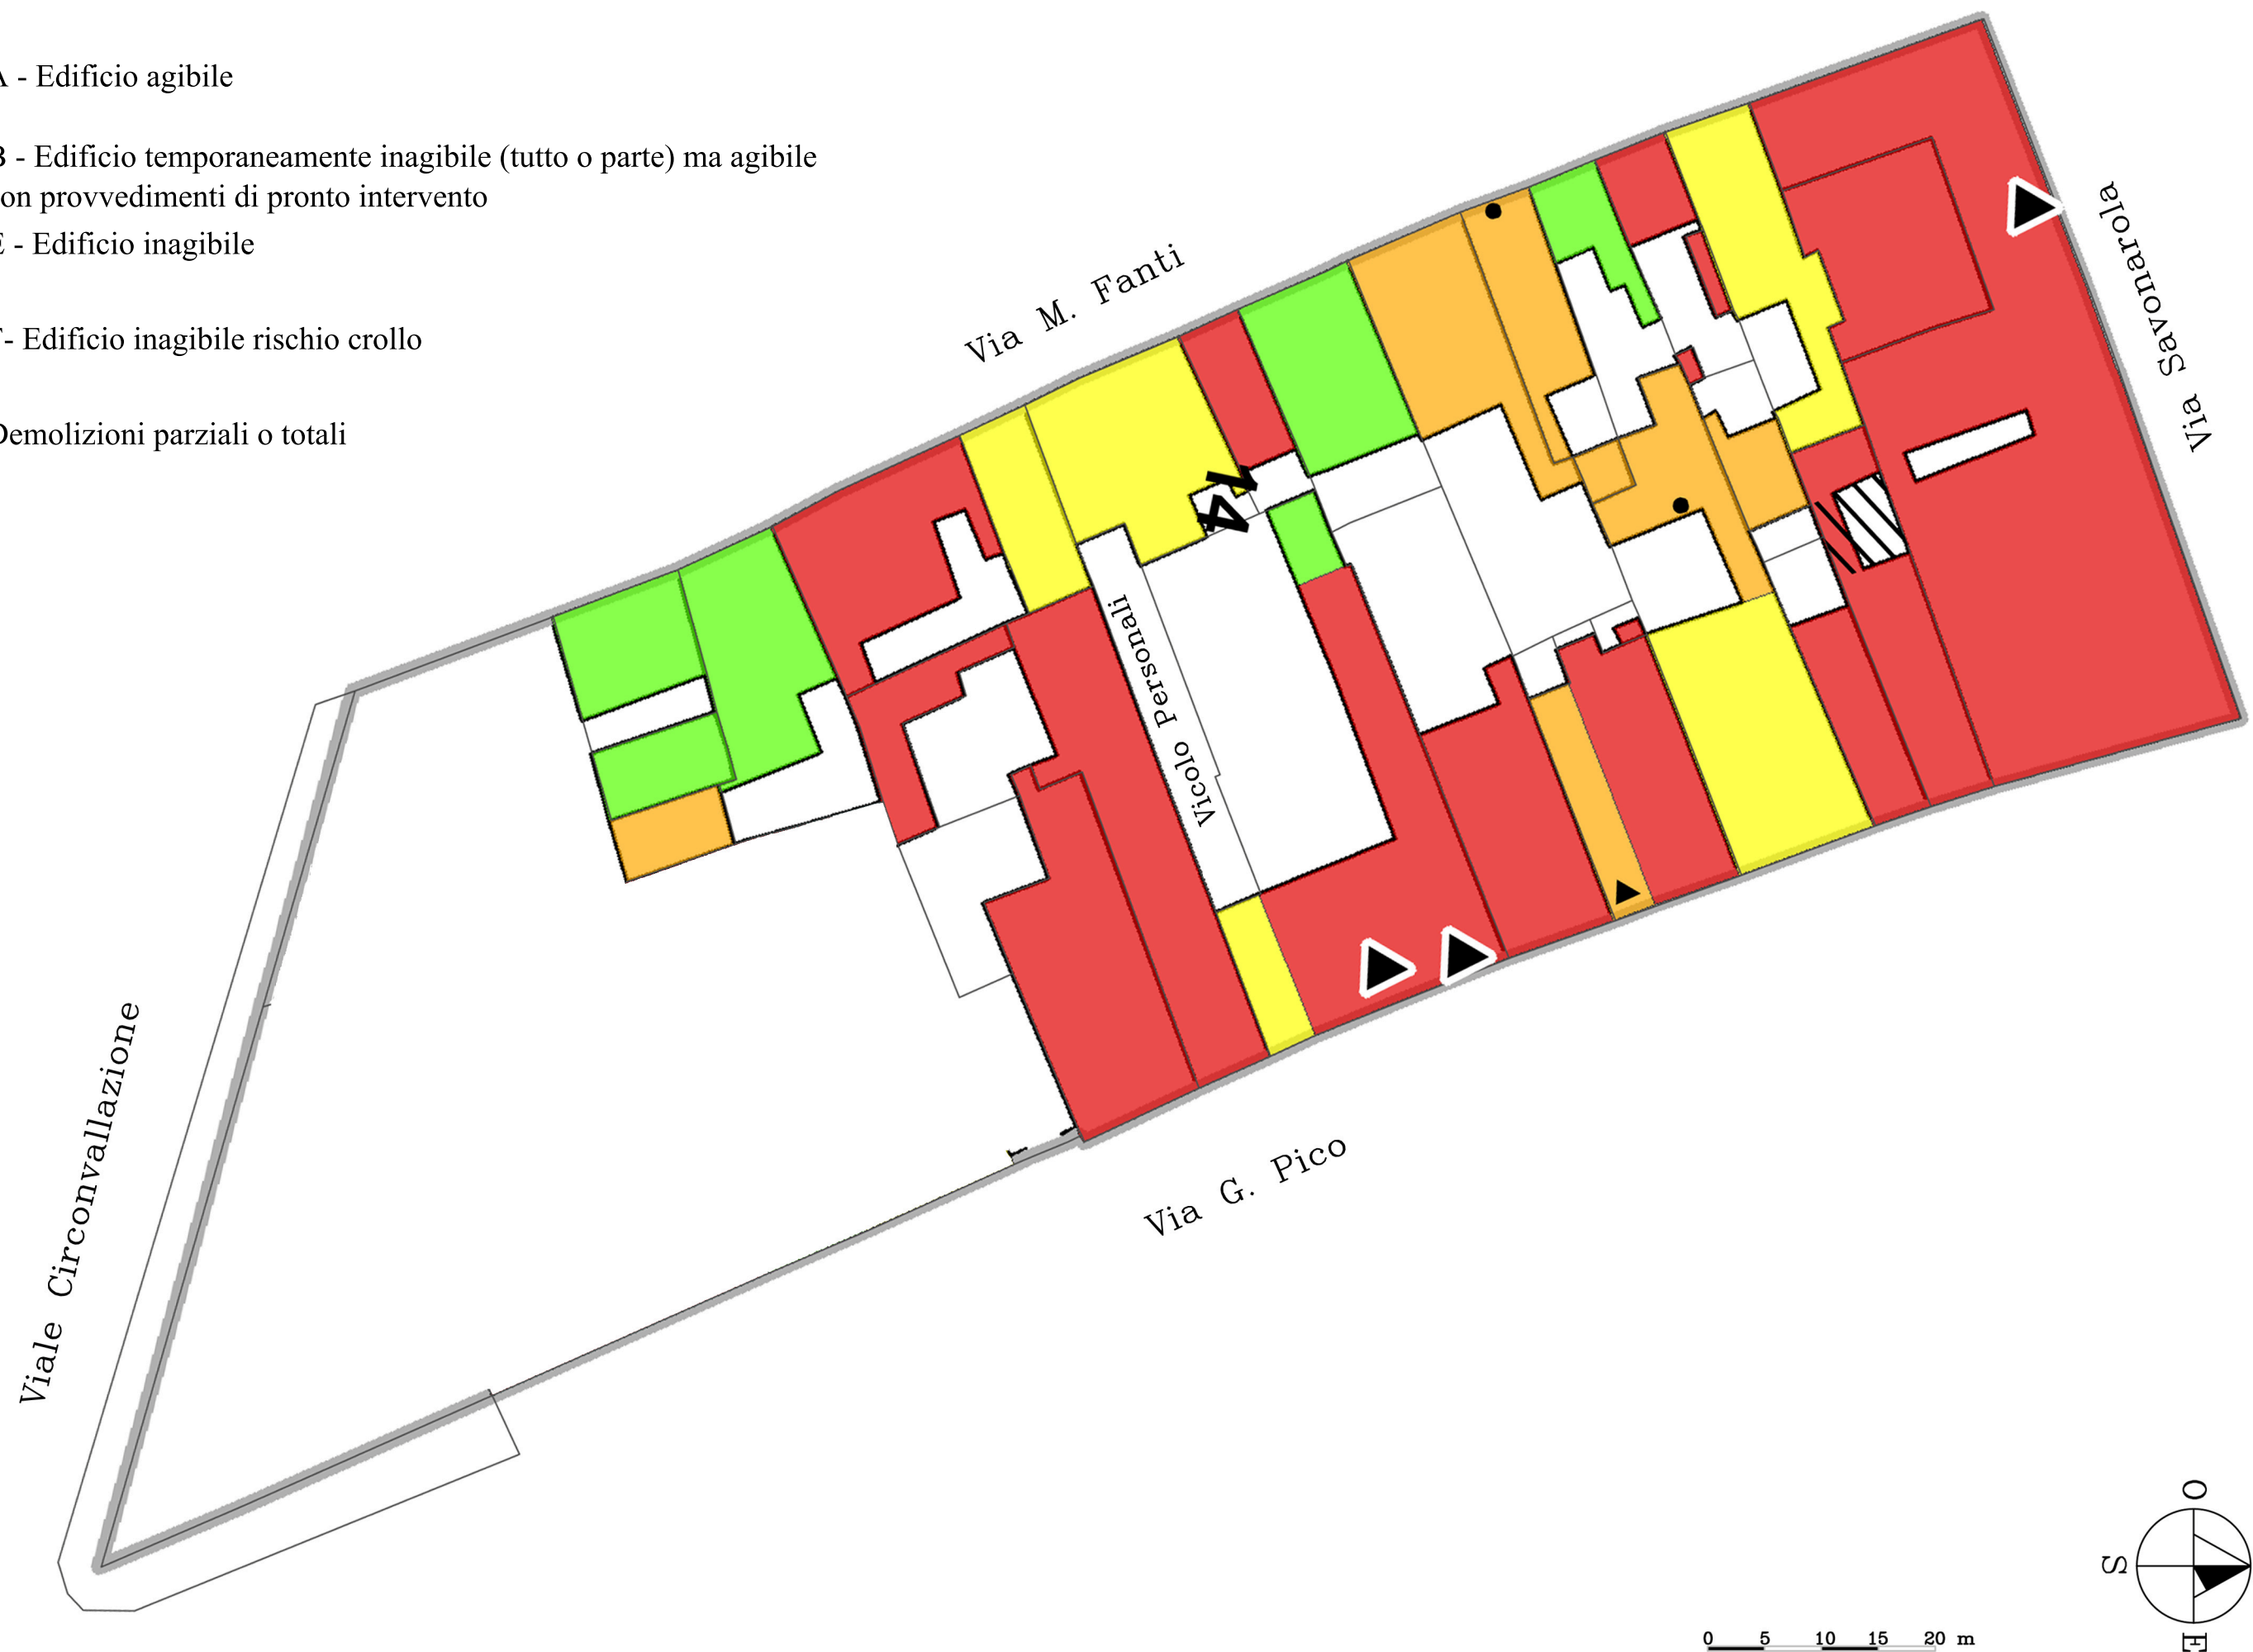 A - Edificio agibile
B - Edificio temporaneamente inagibile (tutto o parte) ma agibile
on provvedimenti di pronto intervento
E - Edificio inagibile
- Edificio inagibile rischio crollo
Demolizioni parziali o totali
Via M. Fanti
Via Savonarola
14
Vicolo Personali
Viale Circonvallazione
Via G. Pico
O
S
E
0 5 10 15 20 m